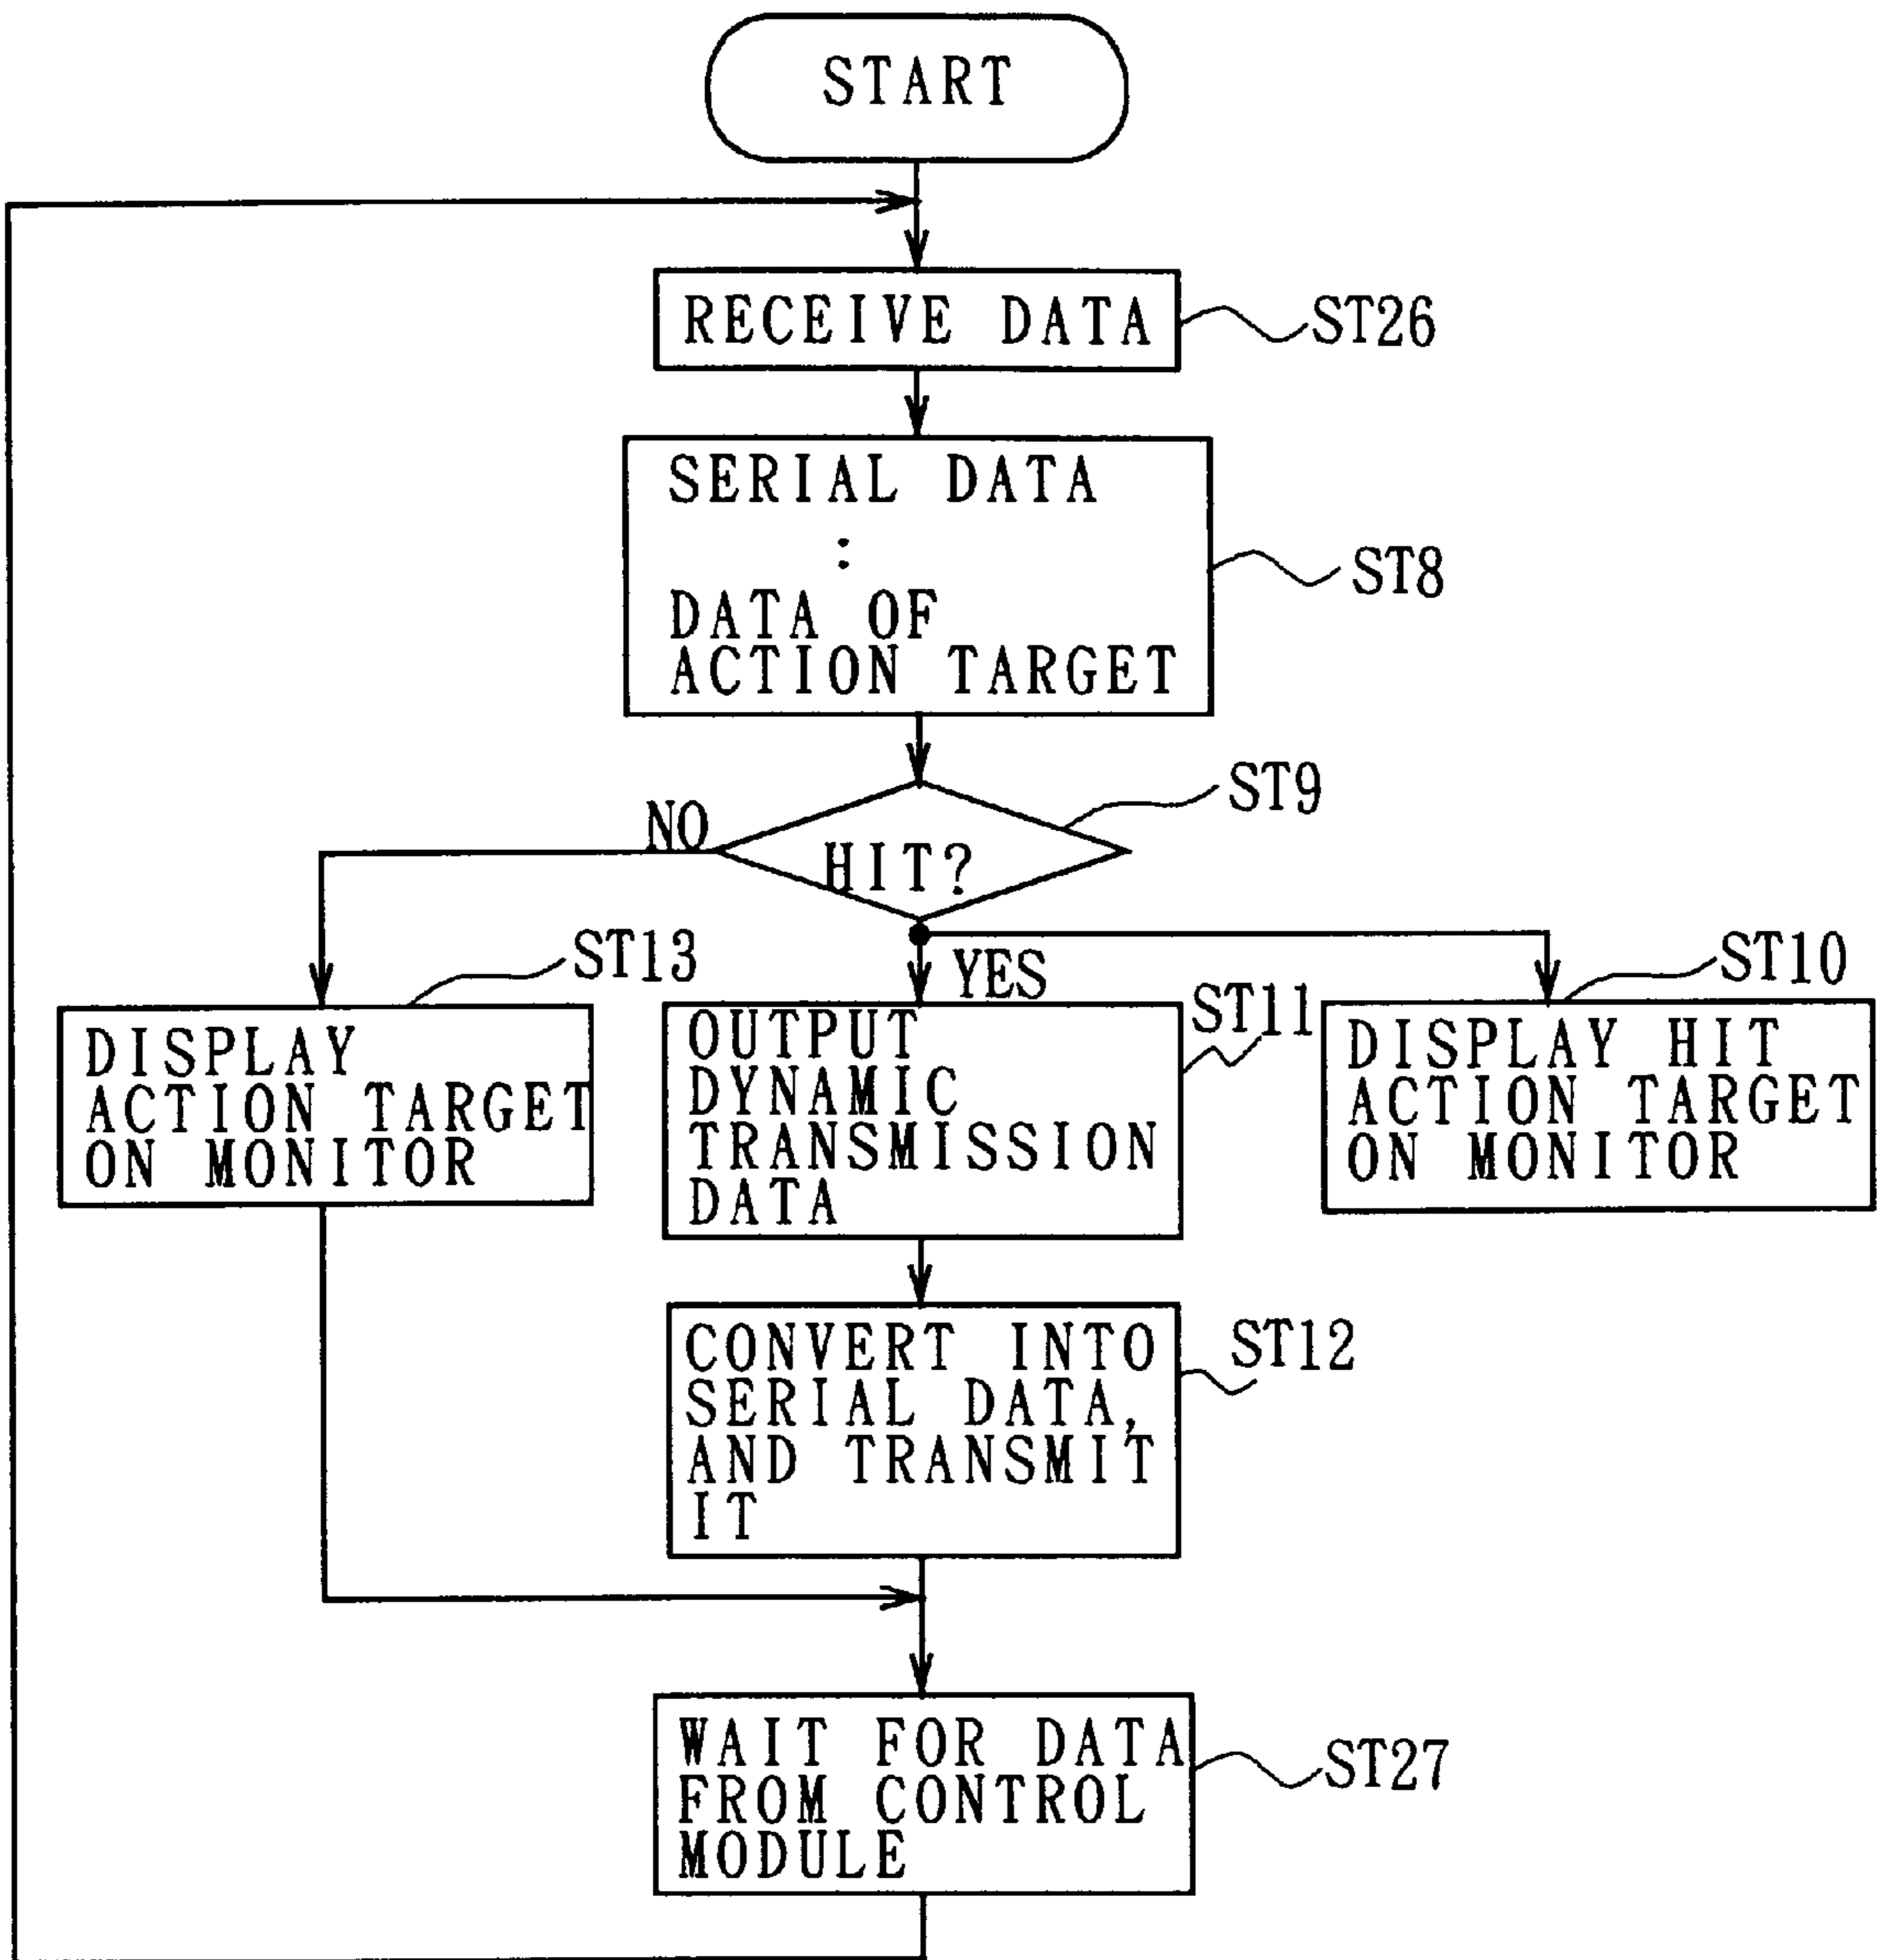 START
RECEIVE DATA
ST26
SERIAL DATA
:
DATA OF
ACTION TARGET
ST8
ST9
NO
HIT?
YES
ST13
DISPLAY
ACTION TARGET
ON MONITOR
ST11
OUTPUT
DYNAMIC
TRANSMISSION
DATA
ST10
DISPLAY HIT
ACTION TARGET
ON MONITOR
CONVERT INTO
SERIAL DATA,
AND TRANSMIT
IT
ST12
WAIT FOR DATA
FROM CONTROL
MODULE
ST27